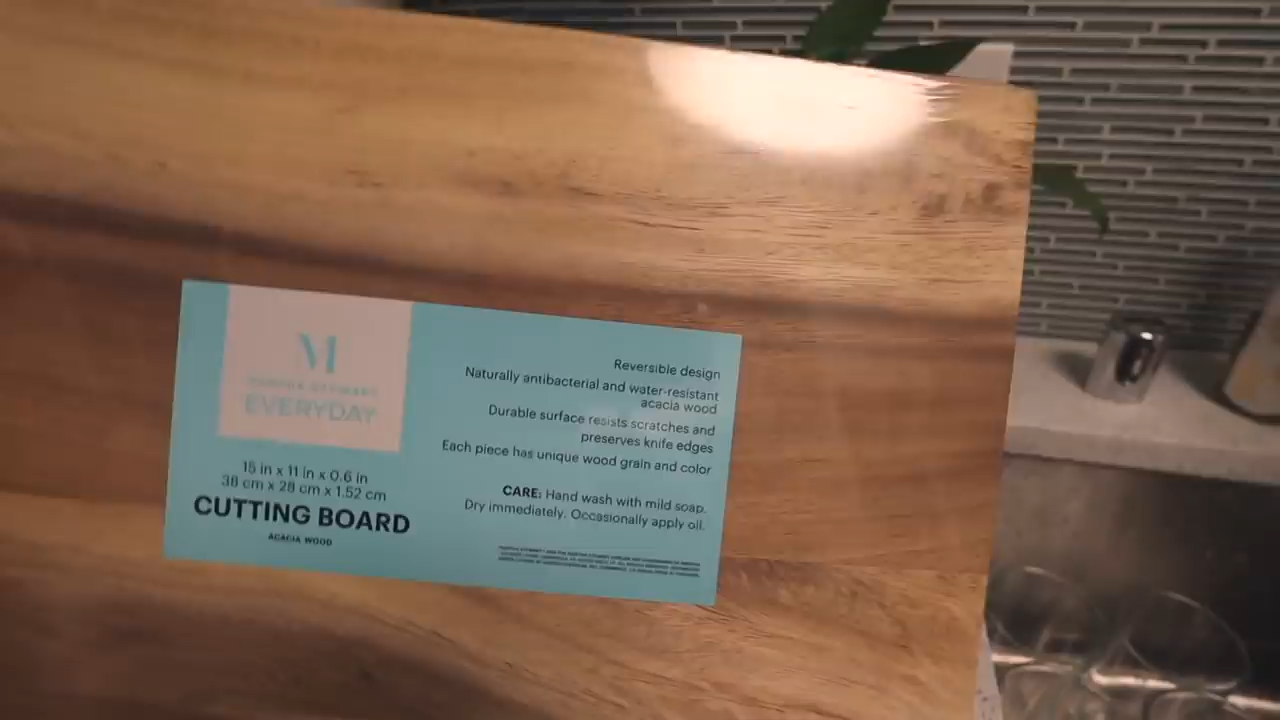 M
MARTHA STEWART
EVERYDAY
15 in x 11 in x 0.6 in
38 cm x 28 cm x 1.52 cm
CUTTING BOARD
ACACIA WOOD
Reversible design
Naturally antibacterial and water-resistant
acacia wood
Durable surface resists scratches and
preserves knife edges
Each piece has unique wood grain and color
CARE: Hand wash with mild soap.
Dry immediately. Occasionally apply oil.